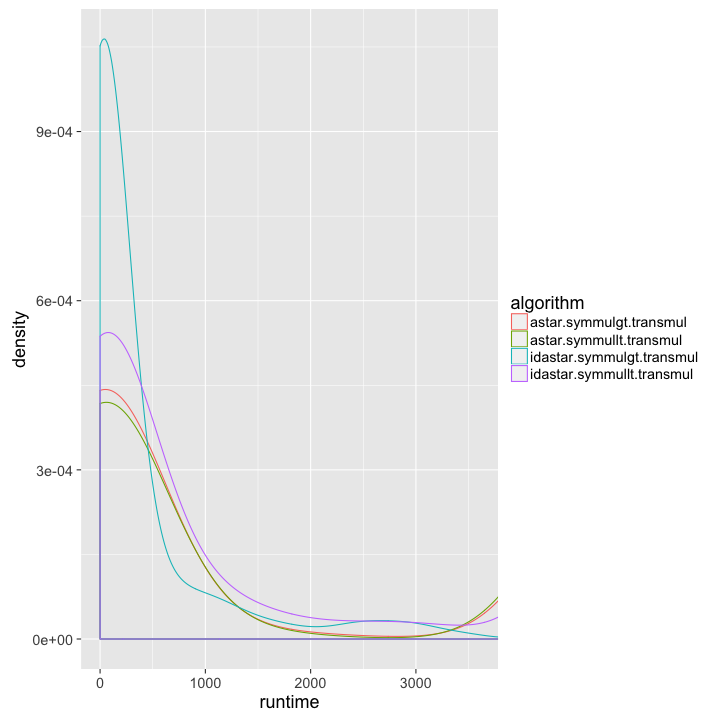 density
9e-04
6e-04
3e-04
0e+00
0
1000
2000
3000
runtime
algorithm
astar.symmulgt.transmul
astar.symmullt.transmul
idastar.symmulgt.transmul
idastar.symmullt.transmul